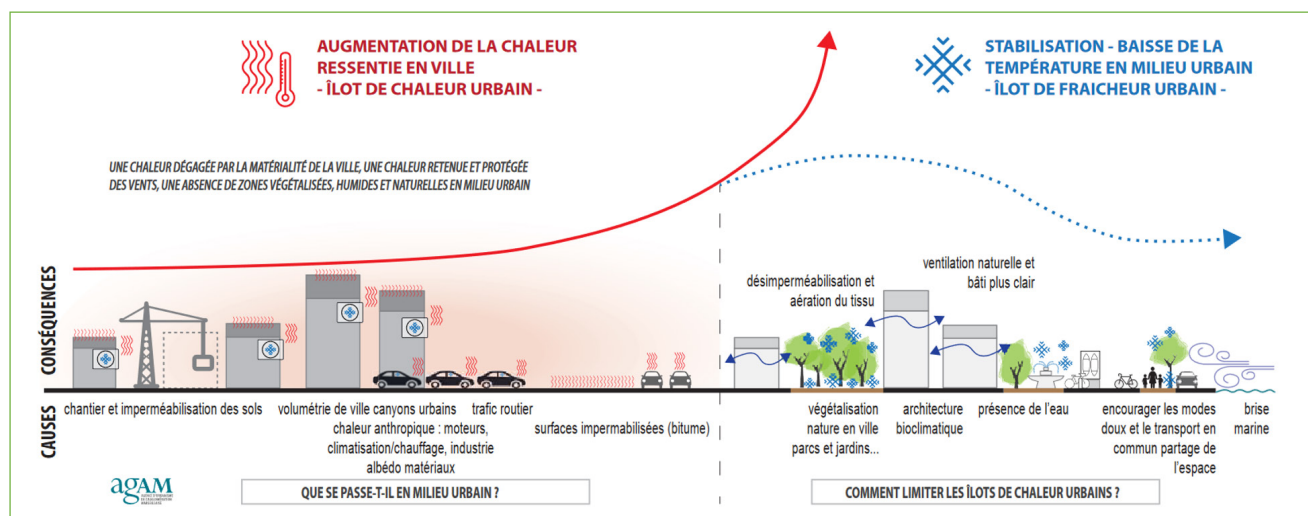 AUGMENTATION DE LA CHALEUR
RESSENTIE EN VILLE
- ÎLOT DE CHALEUR URBAIN -
STABILISATION - BAISSE DE LA
TEMPÉRATURE EN MILIEU URBAIN
- ÎLOT DE FRAICHEUR URBAIN -
UNE CHALEUR DÉGAGÉE PAR LA MATÉRIALITÉ DE LA VILLE, UNE CHALEUR RETENUE ET PROTÉGÉE
DES VENTS, UNE ABSENCE DE ZONES VÉGÉTALISÉES, HUMIDES ET NATURELLES EN MILIEU URBAIN
CONSÉQUENCES
désimperméabilisation et
aération du tissu
ventilation naturelle et
bâti plus clair
CAUSES
chantier et imperméabilisation des sols
volumétrie de ville canyons urbains
chaleur anthropique : moteurs,
climatisation/chauffage, industrie
albédo matériaux
trafic routier
surfaces impermabilisées (bitume)
végétalisation
nature en ville
parcs et jardins...
architecture
bioclimatique
présence de l'eau
encourager les modes
doux et le transport en
commun partage de
l'espace
brise
marine
agAM
QUE SE PASSE-T-IL EN MILIEU URBAIN ?
COMMENT LIMITER LES ÎLOTS DE CHALEUR URBAINS ?